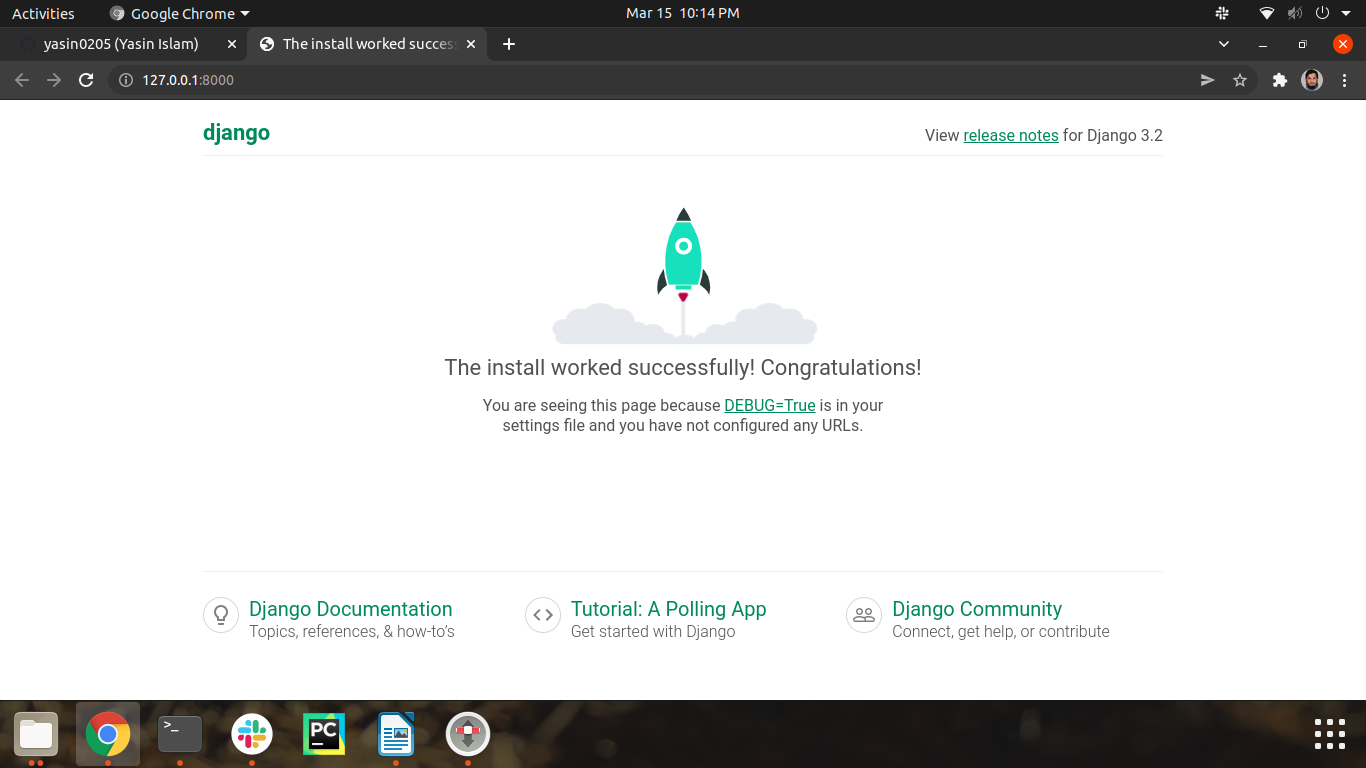 Activities
Google Chrome
Mar 15 10:14 PM
yasin0205 (Yasin Islam)
The install worked succes
127.0.0.1:8000
django
View release notes for Django 3.2
The install worked successfully! Congratulations!
You are seeing this page because DEBUG=True is in your
settings file and you have not configured any URLs.
Django Documentation
Topics, references, & how-to’s
Tutorial: A Polling App
Get started with Django
Django Community
Connect, get help, or contribute
>_
PC